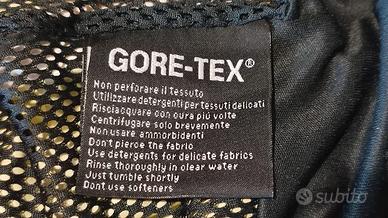 GORE-TEX®
Non perforare il tessuto
Utilizzare detergenti per tessuti delicati
Risciacquare con oura più volte
Centrifugare solo brevemente
Non usare ammorbidenti
Don't pierce the fabrio
Use detergents for delicate fabrics
Rinse thoroughly in clear water
Just tumble shortly
Dont use softeners
subito